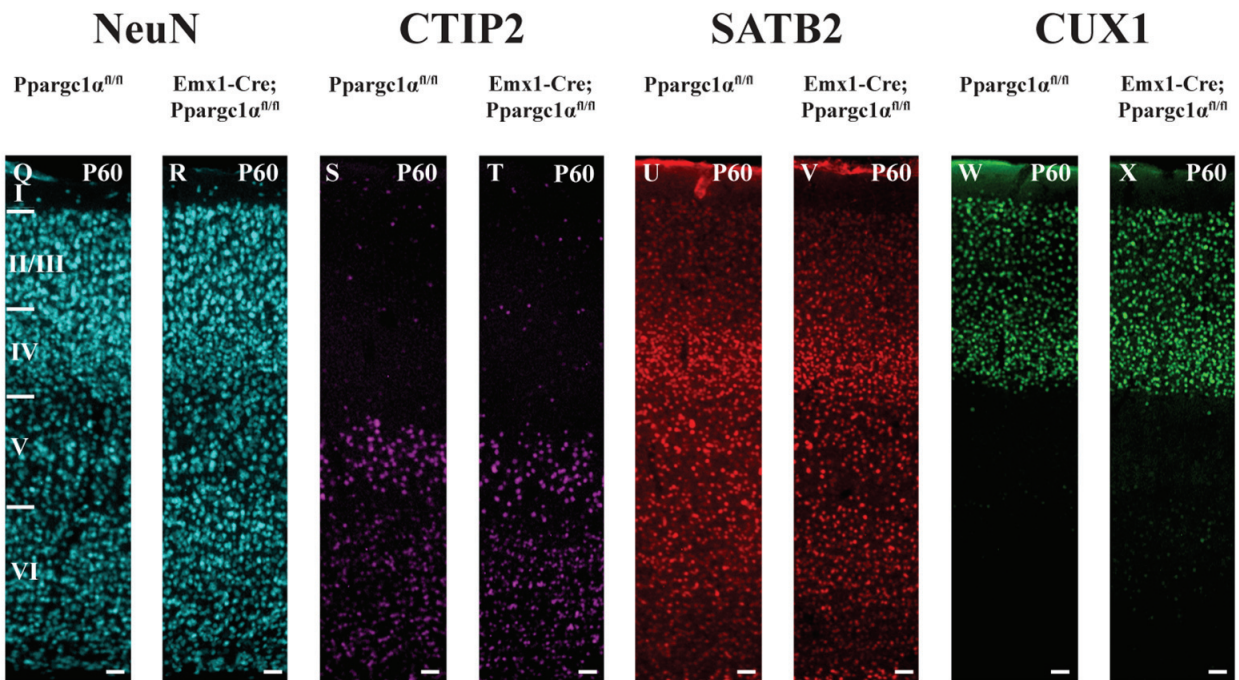 NeuN CTIP2 SATB2 CUX1
Ppargc1α^fl/fl Emx1-Cre; Ppargc1α^fl/fl Ppargc1α^fl/fl Emx1-Cre; Ppargc1α^fl/fl Ppargc1α^fl/fl Emx1-Cre; Ppargc1α^fl/fl Ppargc1α^fl/fl Emx1-Cre; Ppargc1α^fl/fl
Q P60 R P60 S P60 T P60 U P60 V P60 W P60 X P60
I
II/III
IV
V
VI